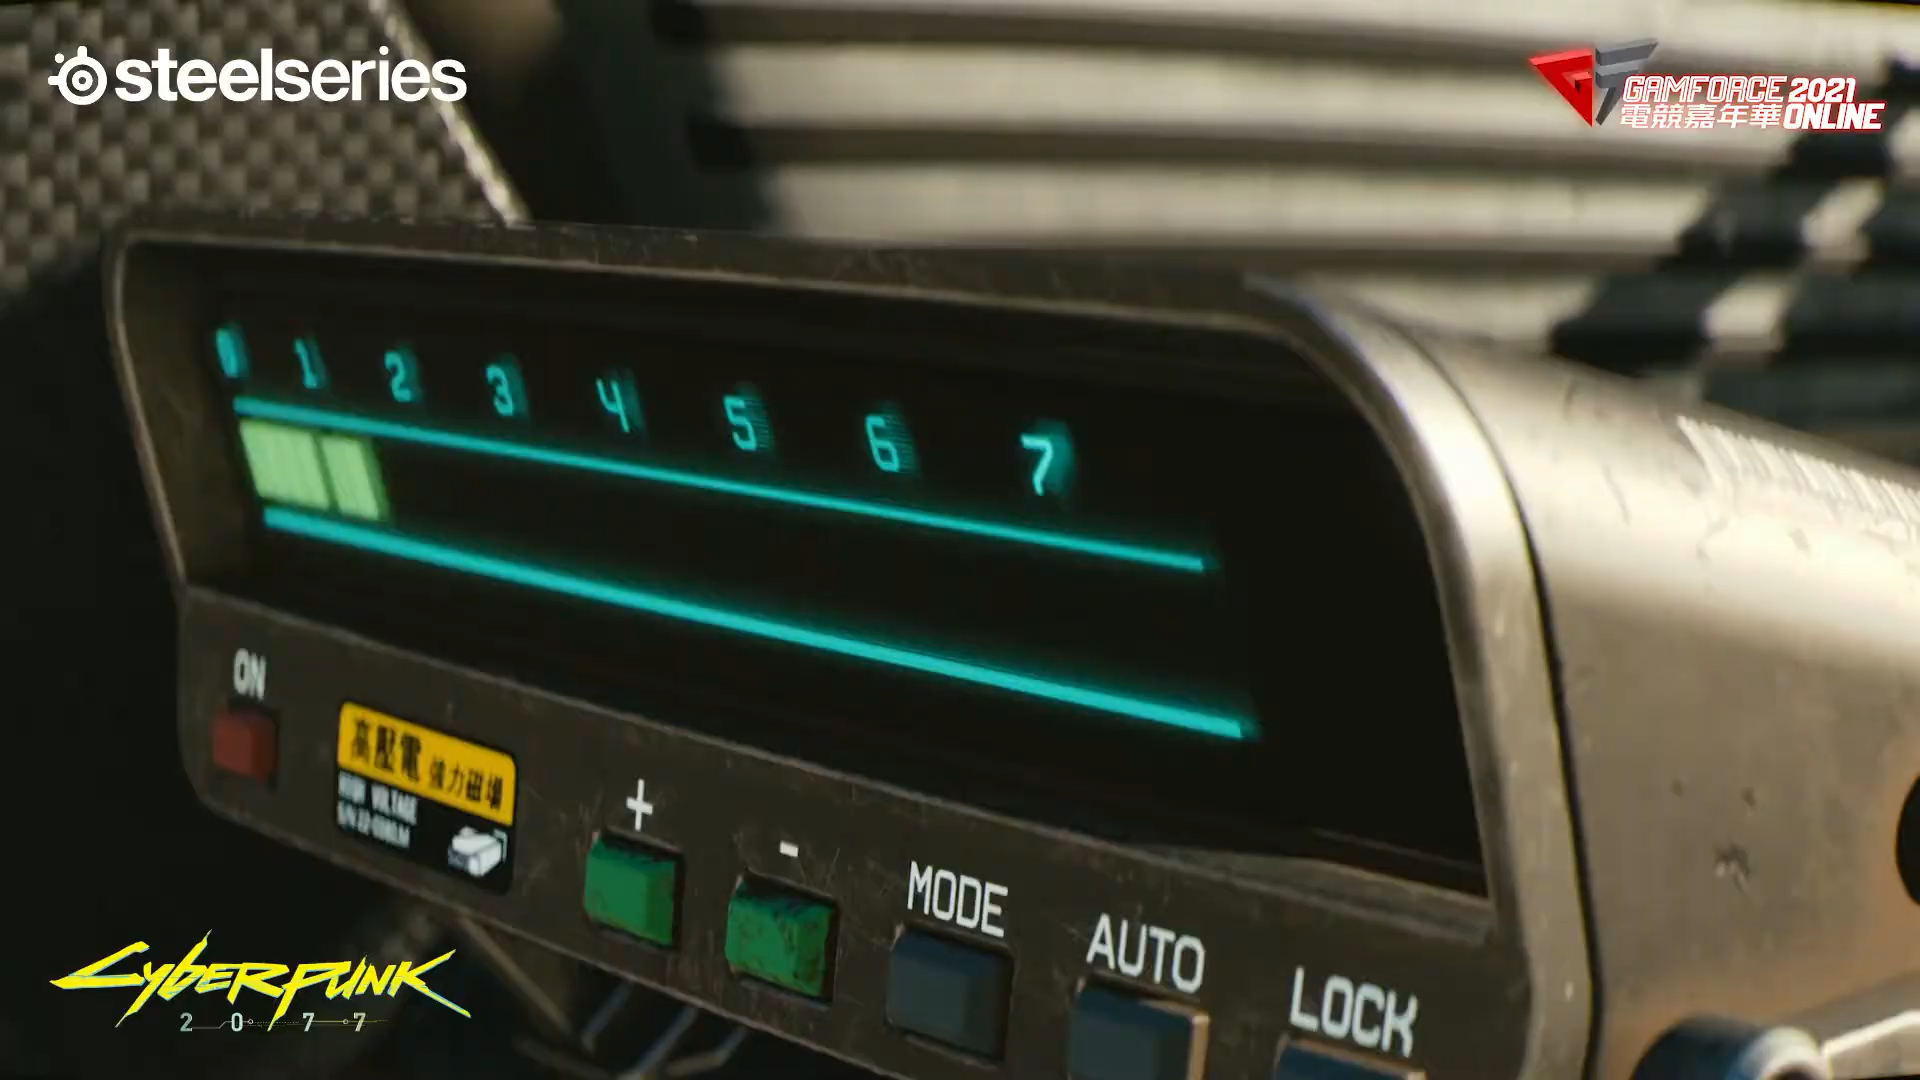 steelseries
GAMFORCE 2021
電競嘉年華 ONLINE
0 1 2 3 4 5 6 7
ON
高壓電 強力磁場
HIGH VOLTAGE
+
-
MODE
AUTO
LOCK
CYBERPUNK
2077